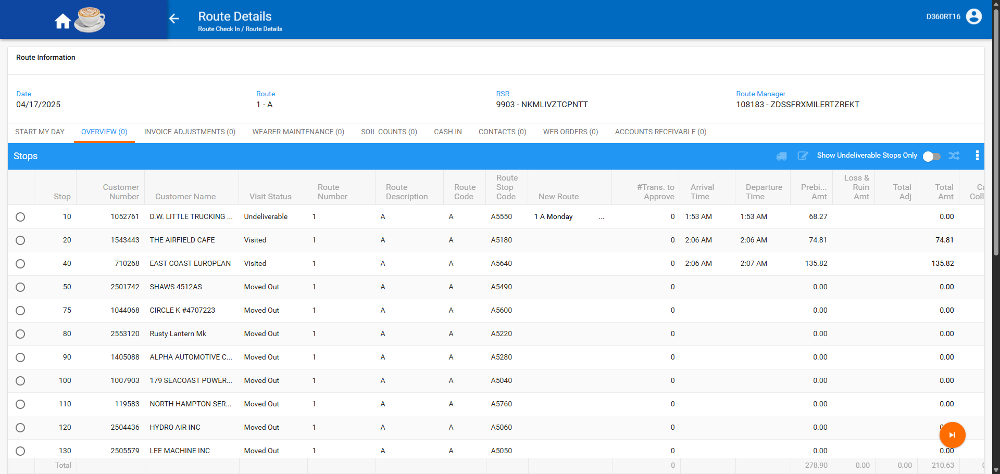 Route Details
Route Check In / Route Details
D360RT16
Route Information
Date
04/17/2025
Route
1 - A
RSR
9903 - NKMLIVZTCPNTT
Route Manager
108183 - ZDSSFRXMILERTZREKT
START MY DAY OVERVIEW (0) INVOICE ADJUSTMENTS (0) WEARER MAINTENANCE (0) SOIL COUNTS (0) CASH IN CONTACTS (0) WEB ORDERS (0) ACCOUNTS RECEIVABLE (0)
Stops
Show Undeliverable Stops Only
Stop
Customer
Number
Customer Name
Visit Status
Route
Number
Route
Description
Route
Code
Route
Stop
Code
New Route
#Trans. to
Approve
Arrival
Time
Departure
Time
Prebi...
Amt
Loss &
Ruin
Amt
Total
Adj
Total
Amt
Ca
Coll
10 1052761 D.W. LITTLE TRUCKING ... Undeliverable 1 A A A5550 1 A Monday ... 0 1:53 AM 1:53 AM 68.27 0.00
20 1543443 THE AIRFIELD CAFE Visited 1 A A A5180 0 2:06 AM 2:06 AM 74.81 74.81
40 710268 EAST COAST EUROPEAN Visited 1 A A A5640 0 2:06 AM 2:07 AM 135.82 135.82
50 2501742 SHAWS 4512AS Moved Out 1 A A A5490 0 0.00 0.00
75 1044068 CIRCLE K #4707223 Moved Out 1 A A A5600 0 0.00 0.00
80 2553120 Rusty Lantern Mk Moved Out 1 A A A5220 0 0.00 0.00
90 1405088 ALPHA AUTOMOTIVE C... Moved Out 1 A A A5280 0 0.00 0.00
100 1007903 179 SEACOAST POWER... Moved Out 1 A A A5040 0 0.00 0.00
110 119583 NORTH HAMPTON SER... Moved Out 1 A A A5760 0 0.00 0.00
120 2504436 HYDRO AIR INC Moved Out 1 A A A5060 0 0.00
130 2505579 LEE MACHINE INC Moved Out 1 A A A5050 0 0.00 0.00
Total 0 278.90 0.00 0.00 210.63